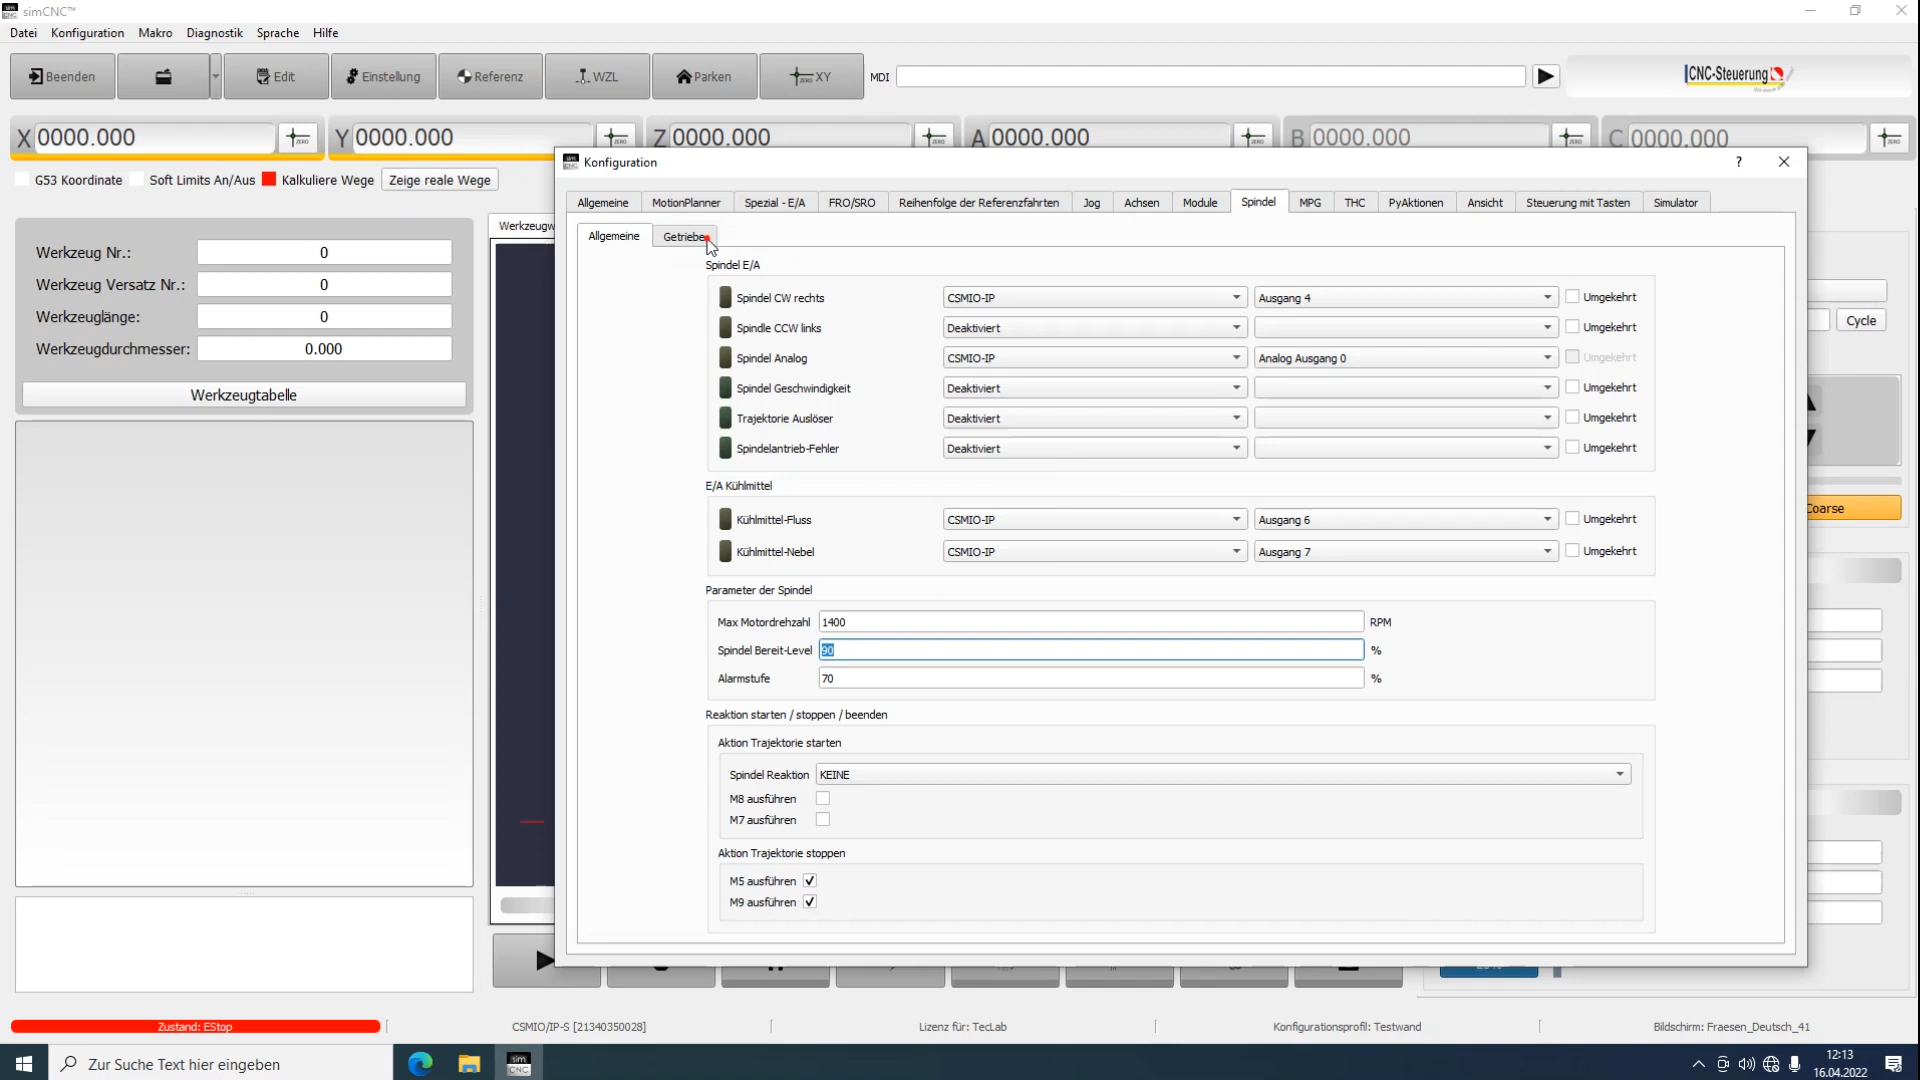 simCNC™
Datei Konfiguration Makro Diagnostik Sprache Hilfe
Beenden Edit Einstellung Referenz WZL Parken XY MDI CNC-Steuerung
X 0000.000 ZERO Y 0000.000 ZERO Z 0000.000 ZERO A 0000.000 ZERO B 0000.000 ZERO C 0000.000 ZERO
G53 Koordinate Soft Limits An/Aus Kalkuliere Wege Zeige reale Wege
Werkzeug Nr.: 0
Werkzeug Versatz Nr.: 0
Werkzeuglänge: 0
Werkzeugdurchmesser: 0.000
Werkzeugtabelle
Werkzeugw
Cycle
Coarse
Konfiguration ?
Allgemeine MotionPlanner Spezial - E/A FRO/SRO Reihenfolge der Referenzfahrten Jog Achsen Module Spindel MPG THC PyAktionen Ansicht Steuerung mit Tasten Simulator
Allgemeine Getriebe
Spindel E/A
Spindel CW rechts CSMIO-IP Ausgang 4 Umgekehrt
Spindle CCW links Deaktiviert Umgekehrt
Spindel Analog CSMIO-IP Analog Ausgang 0 Umgekehrt
Spindel Geschwindigkeit Deaktiviert Umgekehrt
Trajektorie Auslöser Deaktiviert Umgekehrt
Spindelantrieb-Fehler Deaktiviert Umgekehrt
E/A Kühlmittel
Kühlmittel-Fluss CSMIO-IP Ausgang 6 Umgekehrt
Kühlmittel-Nebel CSMIO-IP Ausgang 7 Umgekehrt
Parameter der Spindel
Max Motordrehzahl 1400 RPM
Spindel Bereit-Level 90 %
Alarmstufe 70 %
Reaktion starten / stoppen / beenden
Aktion Trajektorie starten
Spindel Reaktion KEINE
M8 ausführen
M7 ausführen
Aktion Trajektorie stoppen
M5 ausführen
M9 ausführen
Zustand: EStop CSMIO/IP-S [21340350028] Lizenz für: TecLab Konfigurationsprofil: Testwand Bildschirm: Fraesen_Deutsch_41
Zur Suche Text hier eingeben sim CNC 12:13
16.04.2022